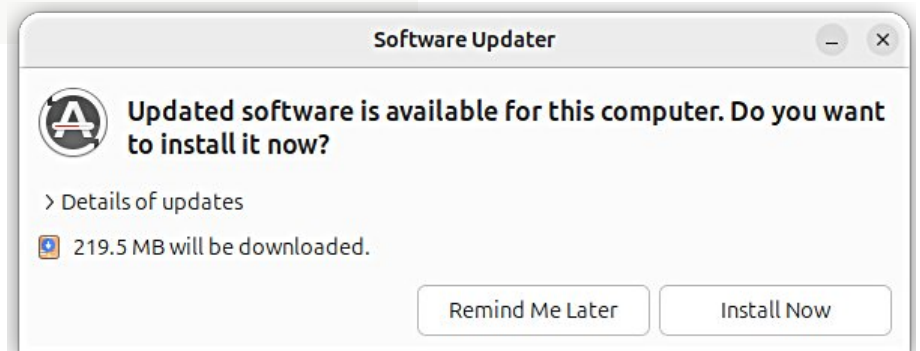 Software Updater
Updated software is available for this computer. Do you want
to install it now?
> Details of updates
219.5 MB will be downloaded.
Remind Me Later
Install Now